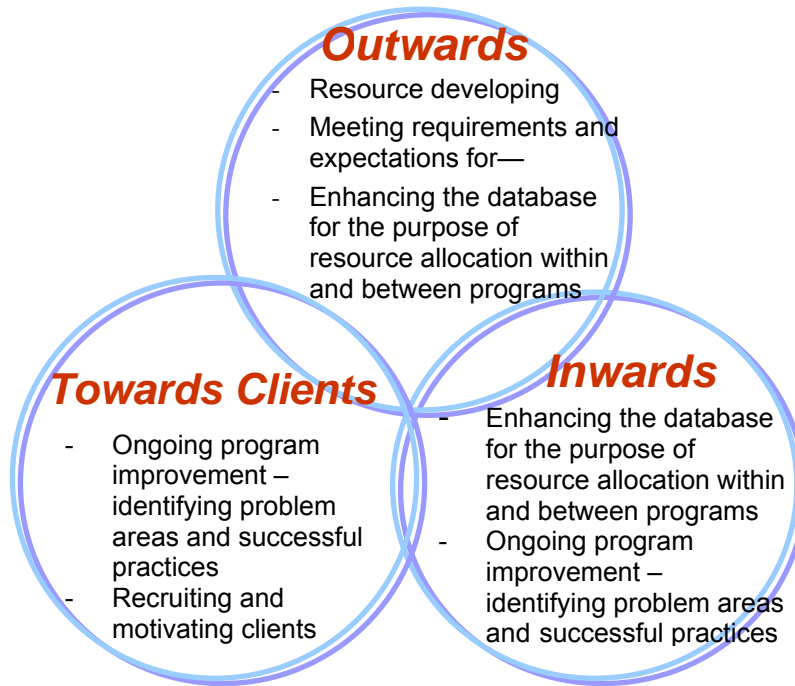 Outwards
- Resource developing
- Meeting requirements and
expectations for—
- Enhancing the database
for the purpose of
resource allocation within
and between programs
Towards Clients
- Ongoing program
improvement –
identifying problem
areas and successful
practices
- Recruiting and
motivating clients
Inwards
- Enhancing the database
for the purpose of
resource allocation within
and between programs
- Ongoing program
improvement –
identifying problem areas
and successful practices